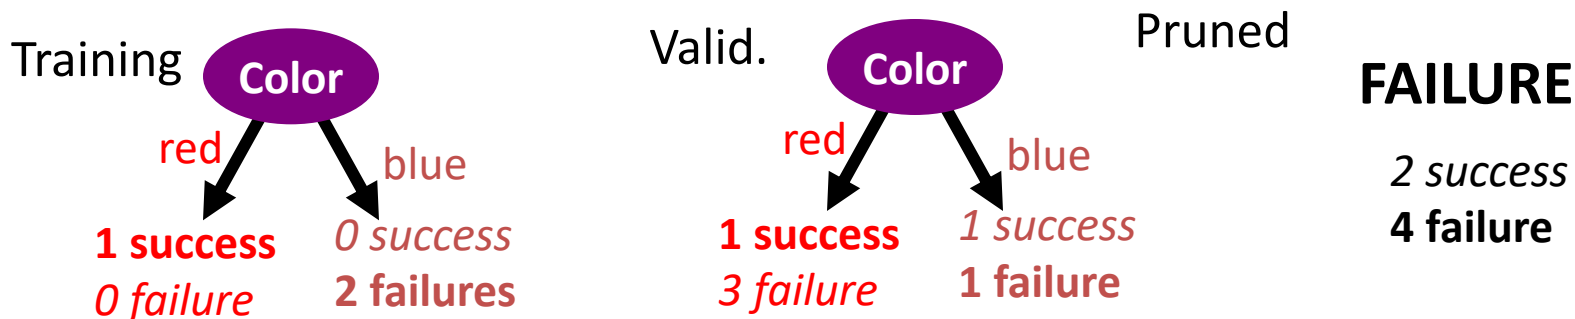 Training
Color
red
blue
1 success
0 failure
0 success
2 failures
Valid.
Color
red
blue
1 success
3 failure
1 success
1 failure
Pruned
FAILURE
2 success
4 failure